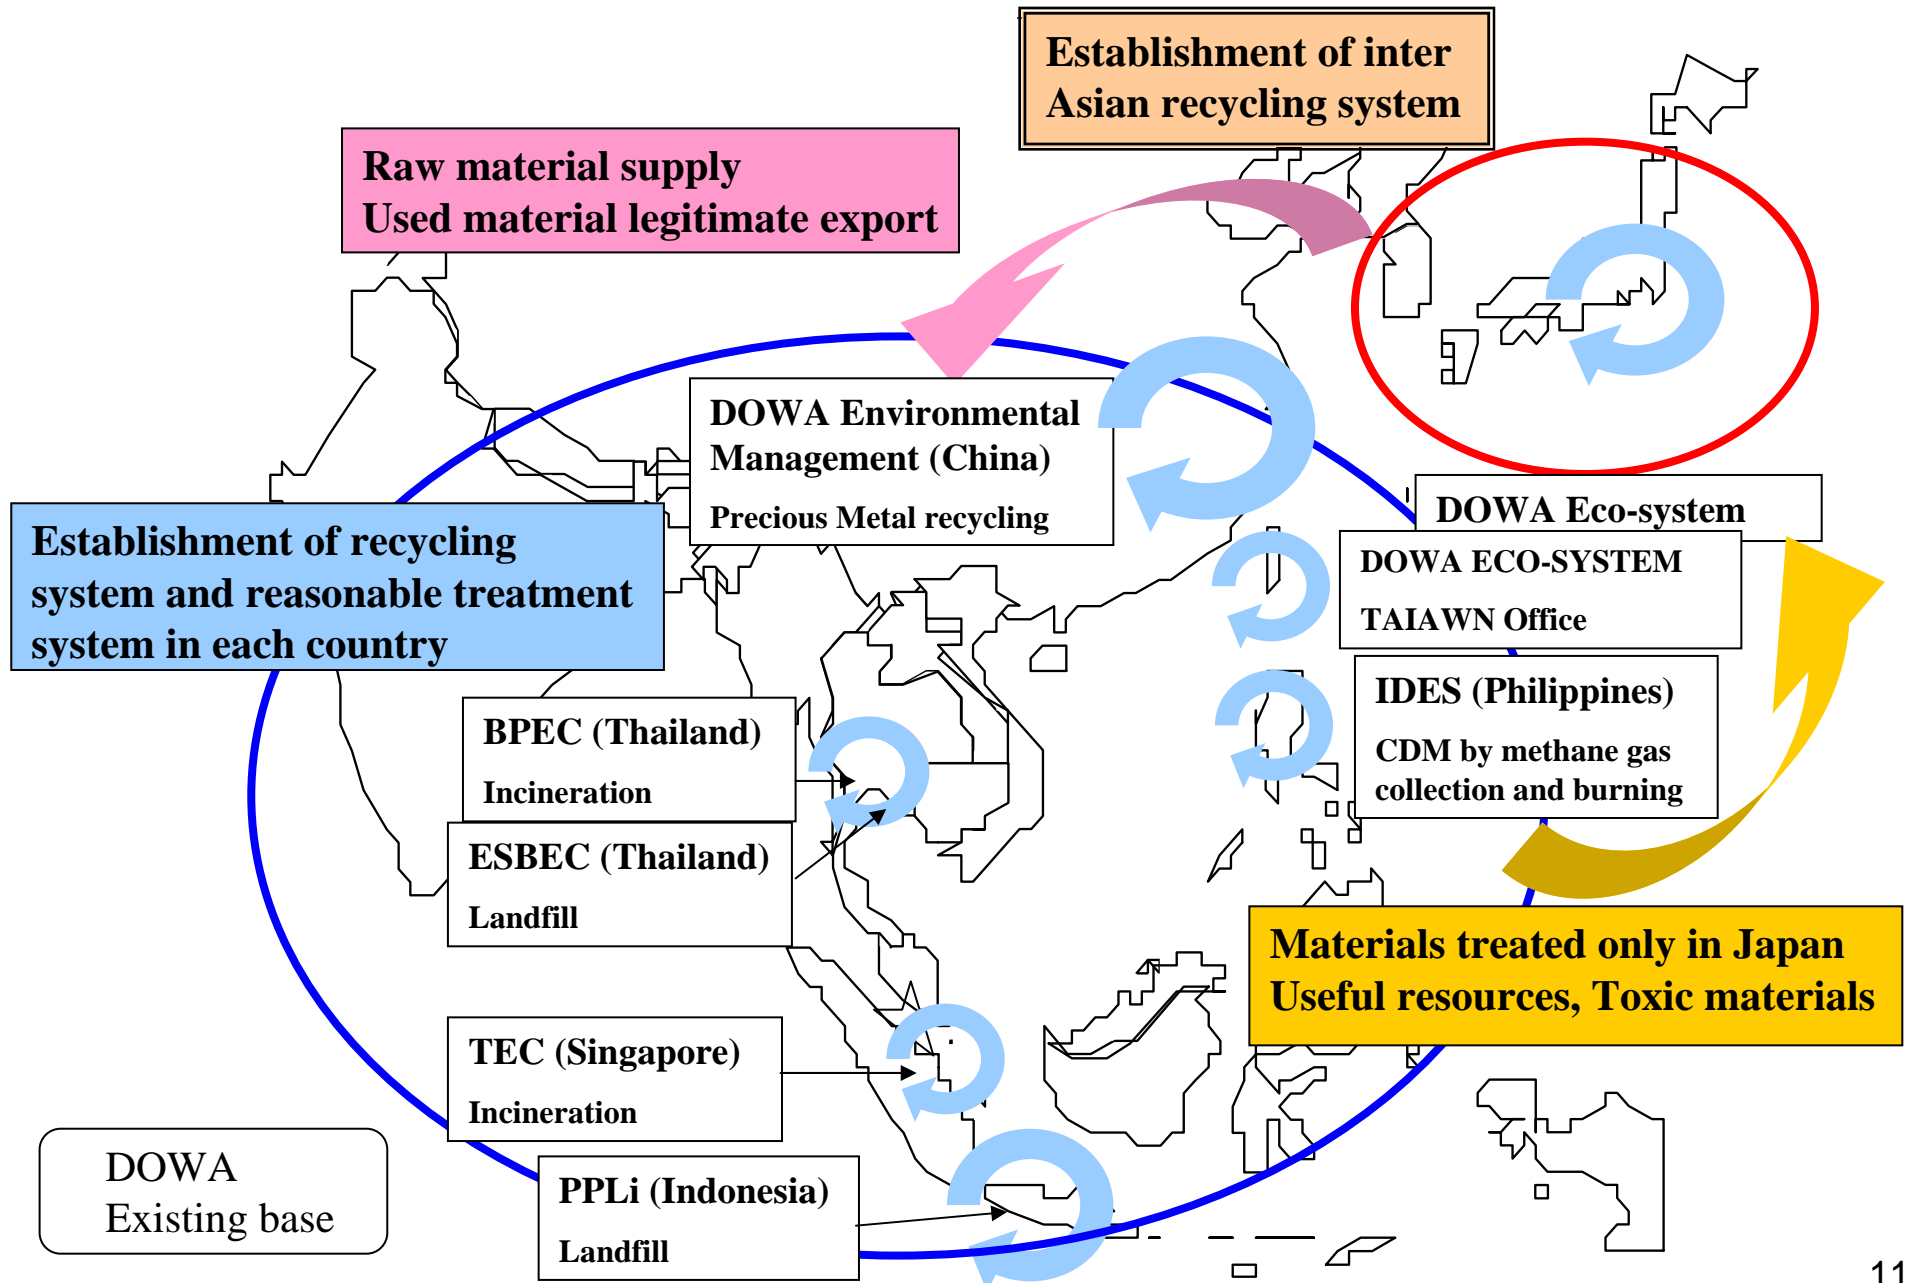 Establishment of inter
Asian recycling system
Raw material supply
Used material legitimate export
DOWA Environmental
Management (China)
Precious Metal recycling
Establishment of recycling
system and reasonable treatment
system in each country
DOWA Eco-system
DOWA ECO-SYSTEM
TAIAWN Office
IDES (Philippines)
CDM by methane gas
collection and burning
BPEC (Thailand)
Incineration
ESBEC (Thailand)
Landfill
Materials treated only in Japan
Useful resources, Toxic materials
TEC (Singapore)
Incineration
PPLi (Indonesia)
Landfill
DOWA
Existing base
11